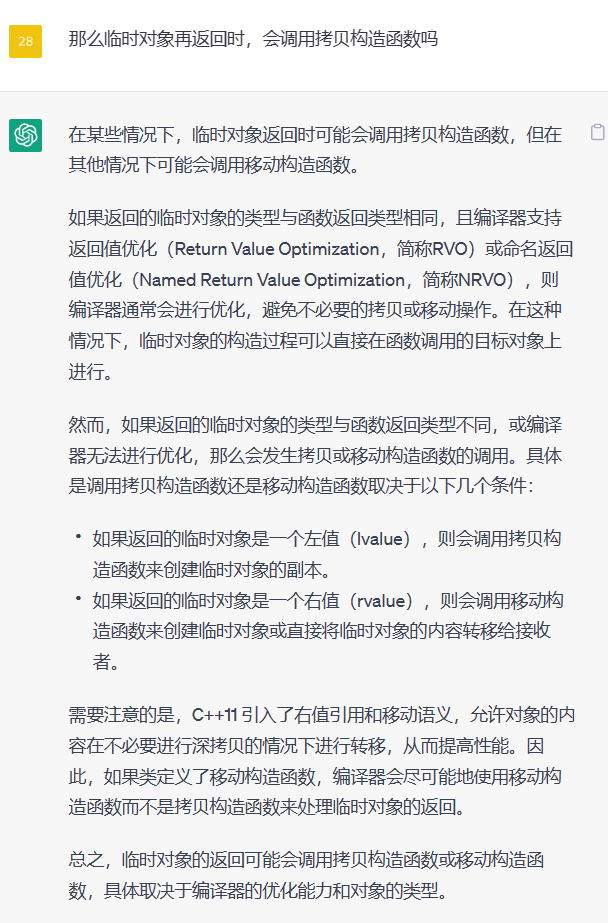 28
那么临时对象再返回时，会调用拷贝构造函数吗
在某些情况下，临时对象返回时可能会调用拷贝构造函数，但在
其他情况下可能会调用移动构造函数。
如果返回的临时对象的类型与函数返回类型相同，且编译器支持
返回值优化（Return Value Optimization，简称RVO）或命名返回
值优化（Named Return Value Optimization，简称NRVO），则
编译器通常会进行优化，避免不必要的拷贝或移动操作。在这种
情况下，临时对象的构造过程可以直接在函数调用的目标对象上
进行。
然而，如果返回的临时对象的类型与函数返回类型不同，或编译
器无法进行优化，那么会发生拷贝或移动构造函数的调用。具体
是调用拷贝构造函数还是移动构造函数取决于以下几个条件：
• 如果返回的临时对象是一个左值（lvalue），则会调用拷贝构
造函数来创建临时对象的副本。
• 如果返回的临时对象是一个右值（rvalue），则会调用移动构
造函数来创建临时对象或直接将临时对象的内容转移给接收
者。
需要注意的是，C++11 引入了右值引用和移动语义，允许对象的内
容在不必要进行深拷贝的情况下进行转移，从而提高性能。因
此，如果类定义了移动构造函数，编译器会尽可能地使用移动构
造函数而不是拷贝构造函数来处理临时对象的返回。
总之，临时对象的返回可能会调用拷贝构造函数或移动构造函
数，具体取决于编译器的优化能力和对象的类型。